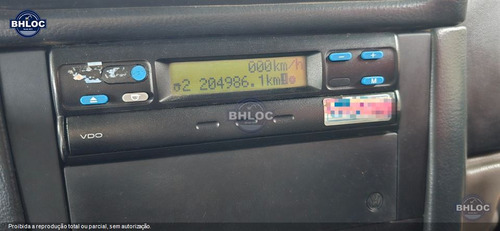 BHLOC
000km/h
2 204986.1km
M
VDO
BHLOC
BHLOC
Proibida a reprodução total ou parcial, sem autorização.